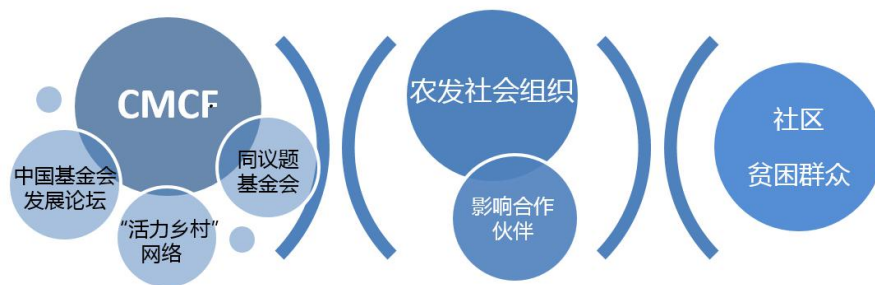 CMCF
中国基金会
发展论坛
“活力乡村”
网络
同议题
基金会
农发社会组织
影响合作
伙伴
社区
贫困群众